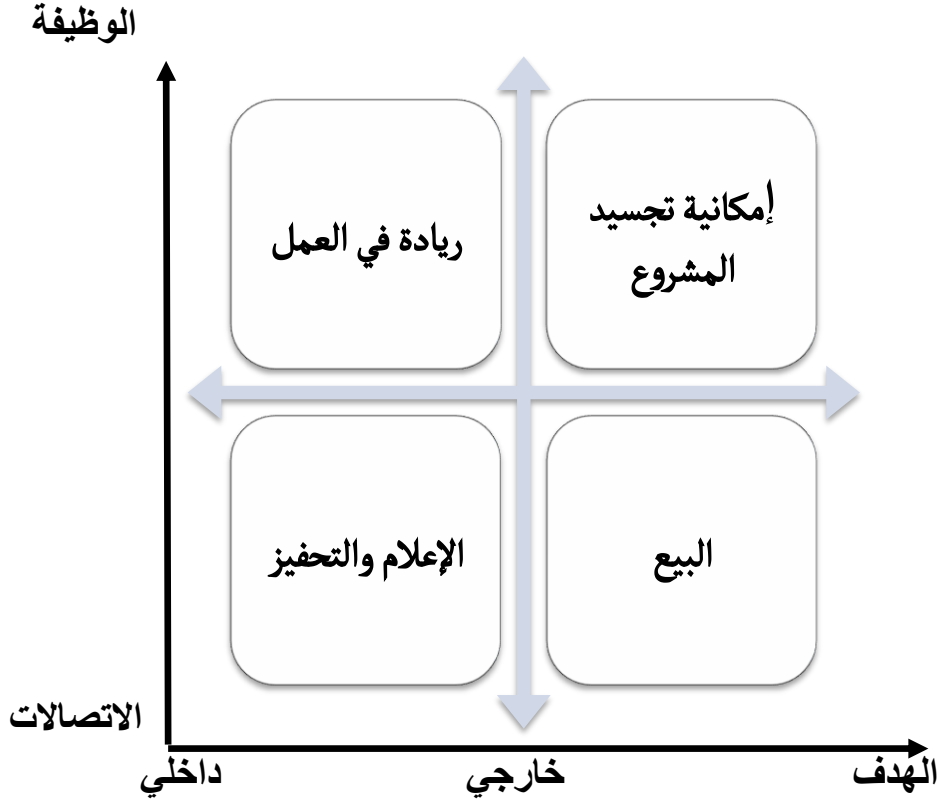 الوظيفة
إمكانية تجسيد
المشروع
ريادة في العمل
البيع
الإعلام والتحفيز
الاتصالات
الهدف
خارجي
داخلي